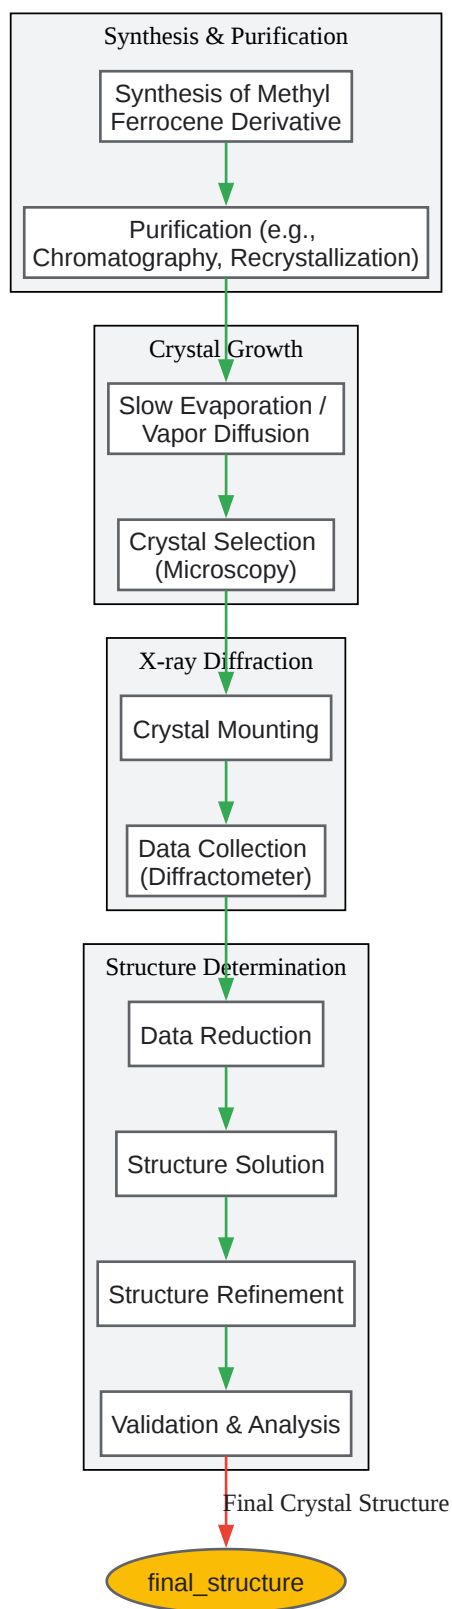 Synthesis & Purification
Synthesis of Methyl
Ferrocene Derivative
Purification (e.g.,
Chromatography, Recrystallization)
Crystal Growth
Slow Evaporation /
Vapor Diffusion
Crystal Selection
(Microscopy)
X-ray Diffraction
Crystal Mounting
Data Collection
(Diffractometer)
Structure Determination
Data Reduction
Structure Solution
Structure Refinement
Validation & Analysis
Final Crystal Structure
final_structure